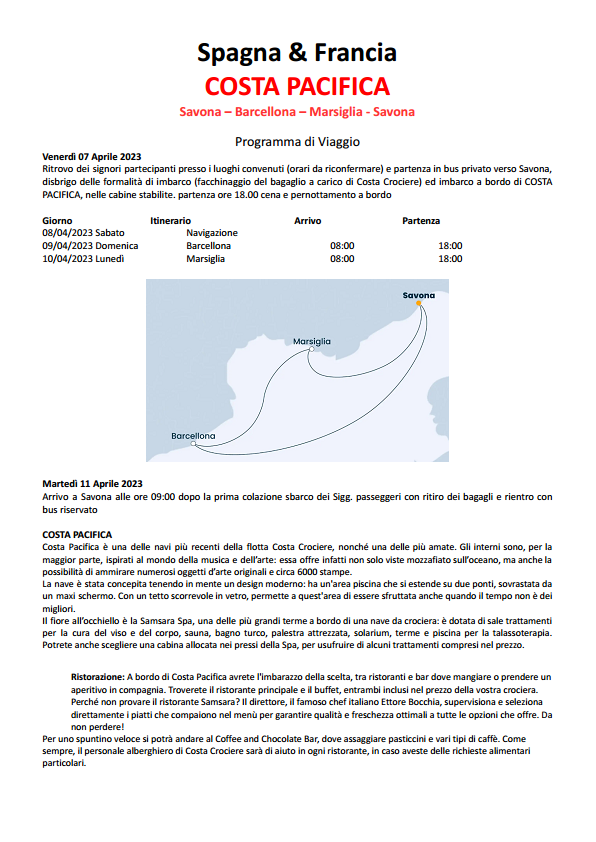 Spagna & Francia
COSTA PACIFICA
Savona – Barcellona – Marsiglia - Savona
Programma di Viaggio
Venerdì 07 Aprile 2023
Ritrovo dei signori partecipanti presso i luoghi convenuti (orari da riconfermare) e partenza in bus privato verso Savona,
disbrigo delle formalità di imbarco (facchinaggio del bagaglio a carico di Costa Crociere) ed imbarco a bordo di COSTA
PACIFICA, nelle cabine stabilite. partenza ore 18.00 cena e pernottamento a bordo
Giorno Itinerario Arrivo Partenza
08/04/2023 Sabato Navigazione
09/04/2023 Domenica Barcellona 08:00 18:00
10/04/2023 Lunedì Marsiglia 08:00 18:00
Savona
Marsiglia
Barcellona
Martedì 11 Aprile 2023
Arrivo a Savona alle ore 09:00 dopo la prima colazione sbarco dei Sigg. passeggeri con ritiro dei bagagli e rientro con
bus riservato
COSTA PACIFICA
Costa Pacifica è una delle navi più recenti della flotta Costa Crociere, nonché una delle più amate. Gli interni sono, per la
maggior parte, ispirati al mondo della musica e dell'arte: essa offre infatti non solo viste mozzafiato sull'oceano, ma anche la
possibilità di ammirare numerosi oggetti d'arte originali e circa 6000 stampe.
La nave è stata concepita tenendo in mente un design moderno: ha un'area piscina che si estende su due ponti, sovrastata da
un maxi schermo. Con un tetto scorrevole in vetro, permette a quest'area di essere sfruttata anche quando il tempo non è dei
migliori.
Il fiore all'occhiello è la Samsara Spa, una delle più grandi terme a bordo di una nave da crociera: è dotata di sale trattamenti
per la cura del viso e del corpo, sauna, bagno turco, palestra attrezzata, solarium, terme e piscina per la talassoterapia.
Potrete anche scegliere una cabina allocata nei pressi della Spa, per usufruire di alcuni trattamenti compresi nel prezzo.
Ristorazione: A bordo di Costa Pacifica avrete l'imbarazzo della scelta, tra ristoranti e bar dove mangiare o prendere un
aperitivo in compagnia. Troverete il ristorante principale e il buffet, entrambi inclusi nel prezzo della vostra crociera.
Perché non provare il ristorante Samsara? Il direttore, il famoso chef italiano Ettore Bocchia, supervisiona e seleziona
direttamente i piatti che compaiono nel menù per garantire qualità e freschezza ottimali a tutte le opzioni che offre. Da
non perdere!
Per uno spuntino veloce si potrà andare al Coffee and Chocolate Bar, dove assaggiare pasticcini e vari tipi di caffè. Come
sempre, il personale alberghiero di Costa Crociere sarà di aiuto in ogni ristorante, in caso aveste delle richieste alimentari
particolari.